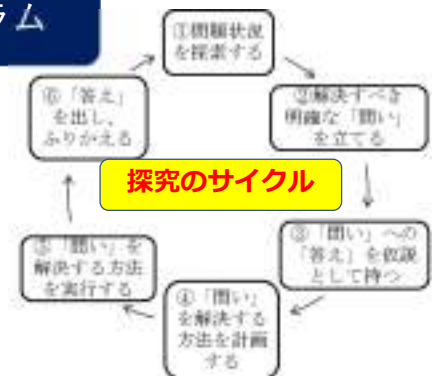 ラム
①問題状況
を探索する
②解決すべき
明確な「問い」
を立てる
③「問い」への
「答え」を仮説
として持つ
④「問い」
を解決する
方法を計画
する
⑤「問い」を
解決する方法
を実行する
⑥「答え」
を出し、
ふりかえる
探究のサイクル